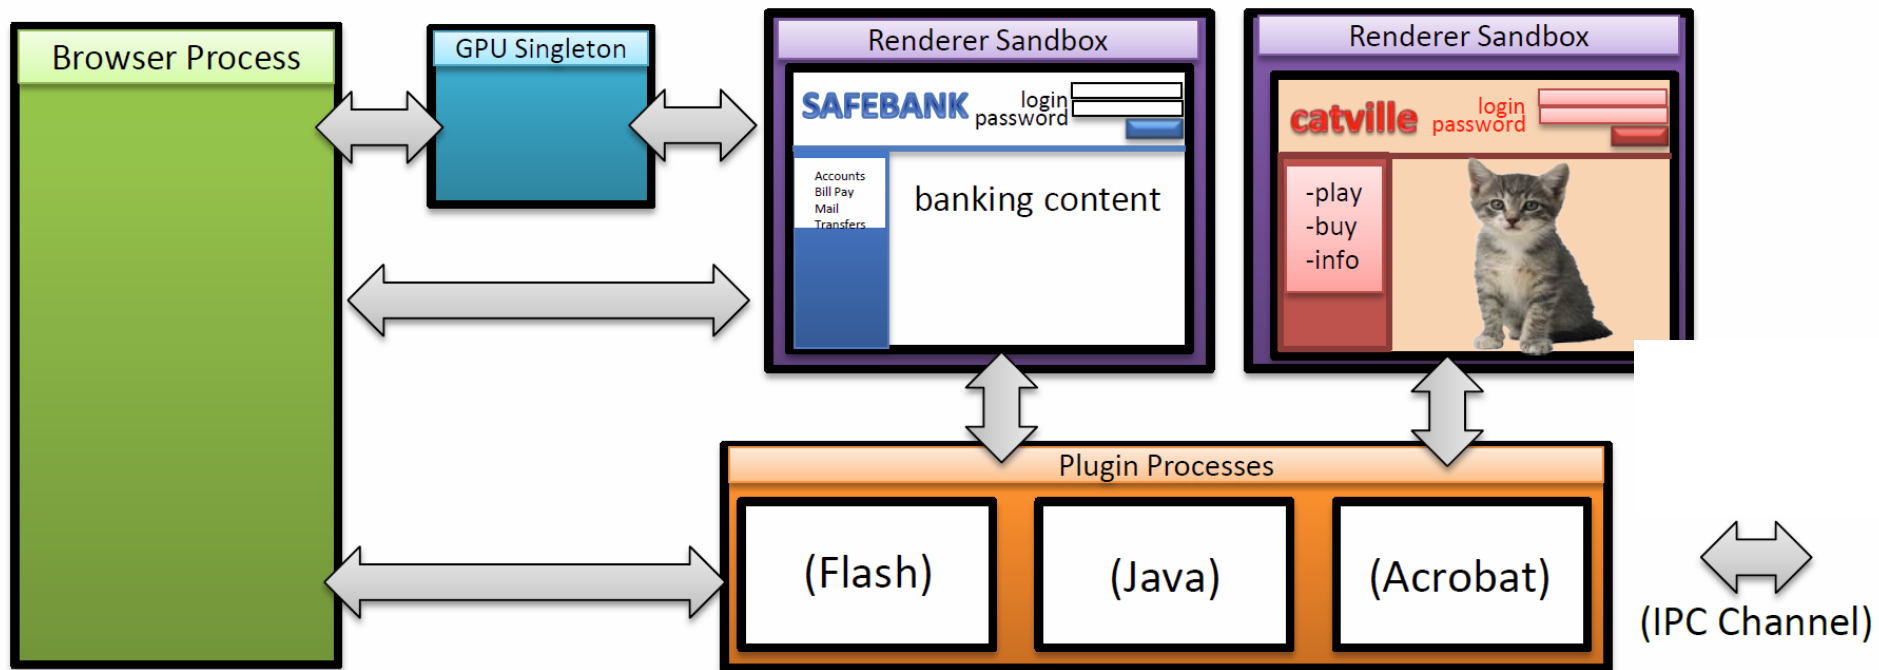 Browser Process
GPU Singleton
Renderer Sandbox
SAFEBANK
login
password
Accounts
Bill Pay
Mail
Transfers
banking content
Renderer Sandbox
catville
login
password
-play
-buy
-info
Plugin Processes
(Flash)
(Java)
(Acrobat)
(IPC Channel)